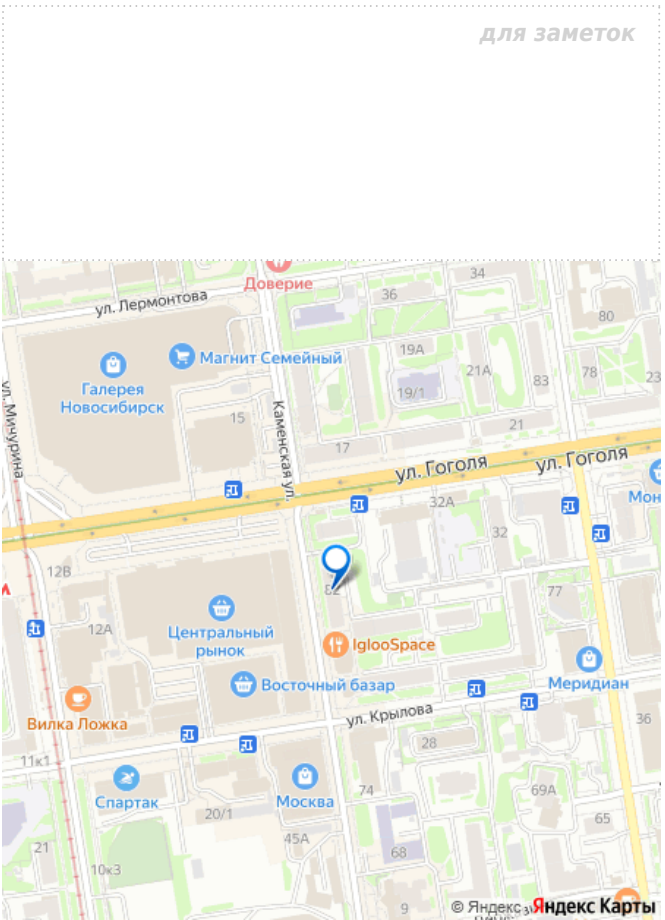 для заметок
Доверие
34
ул. Лермонтова
36
80
Магнит Семейный
19А
Галерея
Новосибирск
21А
83
78
23
19/1
ул. Мичурина
Каменская ул.
15
21
17
ул. Гоголя
ул. Гоголя
Мон
32А
32
12В
82
77
Центральный
рынок
12А
IglooSpace
Восточный базар
Меридиан
Вилка Ложка
ул. Крылова
36
28
11к1
Спартак
Москва
74
69А
20/1
65
45А
21
68
10к3
9
© Яндекс
Яндекс Карты